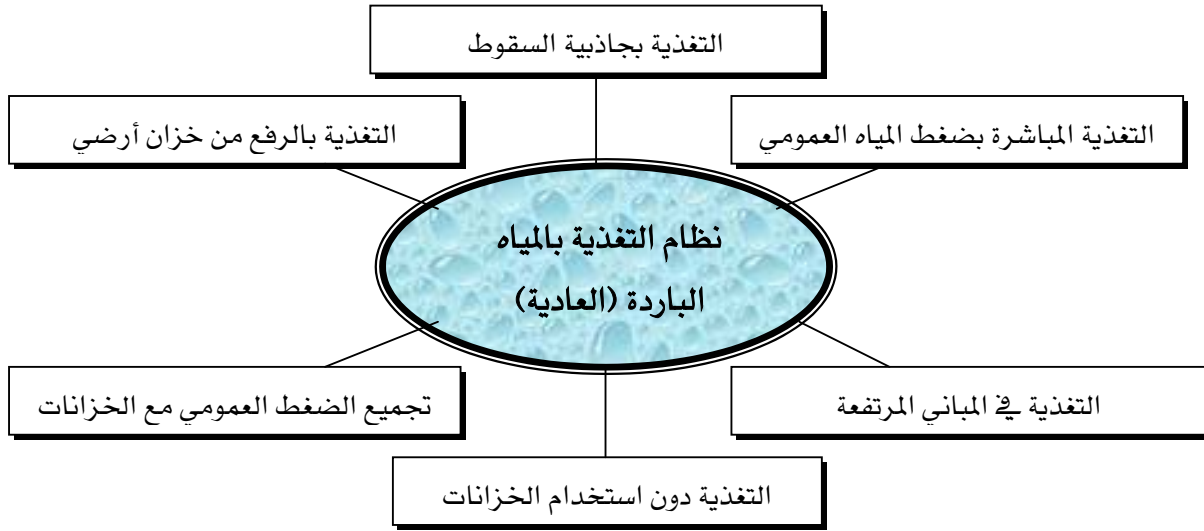 التغذية بجاذبية السقوط
التغذية المباشرة بضغط المياه العمومي
التغذية بالرفع من خزان أرضي
نظام التغذية بالمياه
الباردة (العادية)
التغذية في المباني المرتفعة
تجميع الضغط العمومي مع الخزانات
التغذية دون استخدام الخزانات